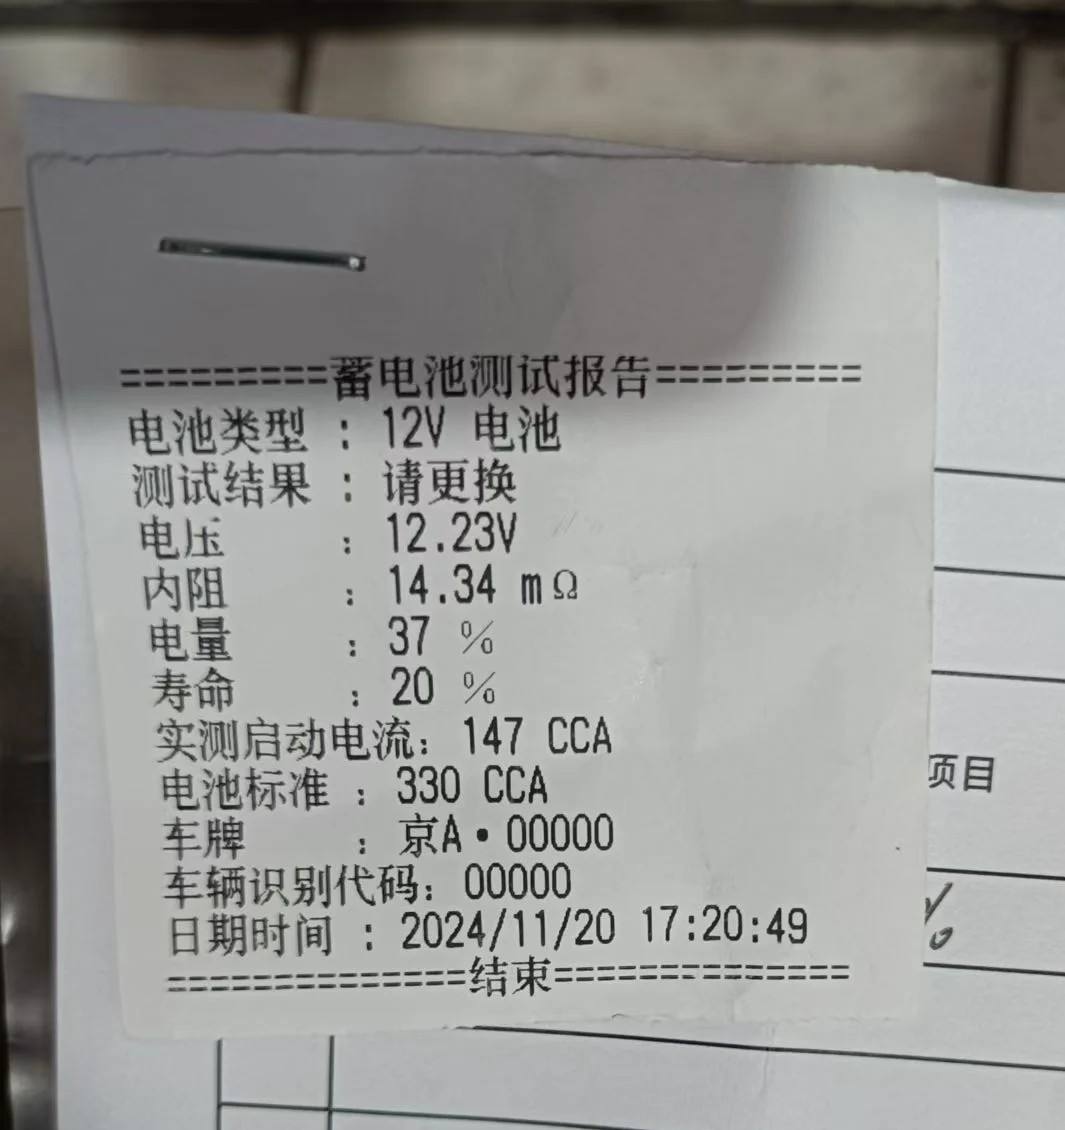 =========蓄电池测试报告=========
电池类型 : 12V 电池
测试结果 : 请更换
电压 : 12.23V
内阻 : 14.34 mΩ
电量 : 37 %
寿命 : 20 %
实测启动电流: 147 CCA
电池标准 : 330 CCA
车牌 : 京A·00000
车辆识别代码: 00000
日期时间 : 2024/11/20 17:20:49
=============结束=============
项目
%